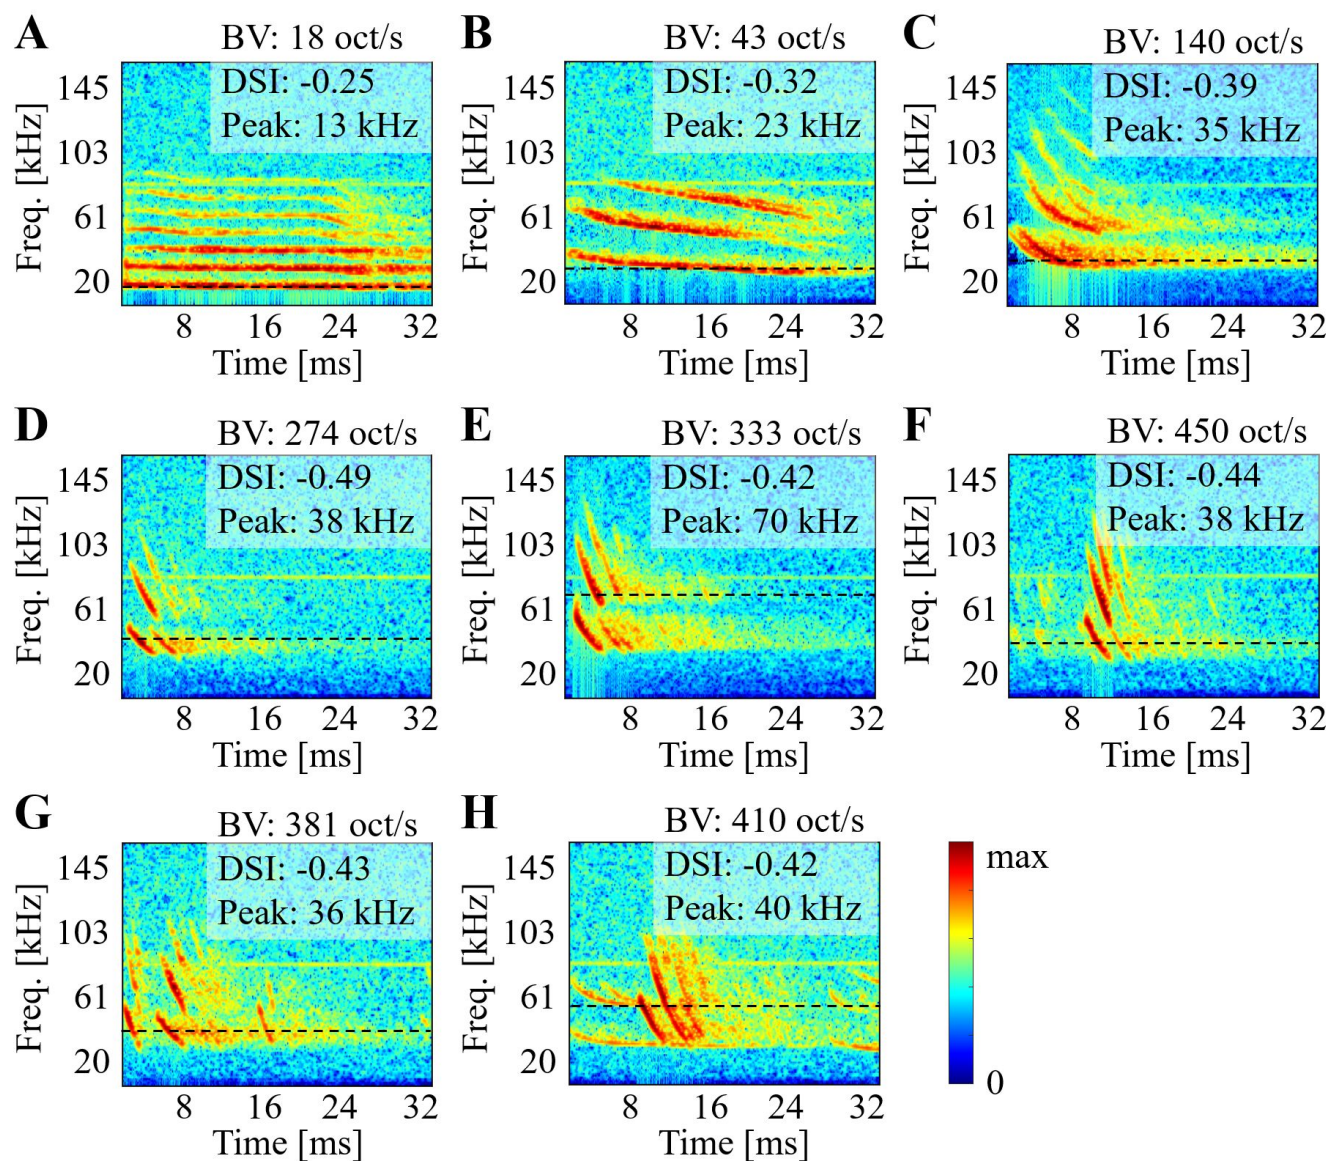 A
BV: 18 oct/s
DSI: -0.25
Peak: 13 kHz
Freq. [kHz]
145
103
61
20
8 16 24 32
Time [ms]
B
BV: 43 oct/s
DSI: -0.32
Peak: 23 kHz
Freq. [kHz]
145
103
61
20
8 16 24 32
Time [ms]
C
BV: 140 oct/s
DSI: -0.39
Peak: 35 kHz
Freq. [kHz]
145
103
61
20
8 16 24 32
Time [ms]
D
BV: 274 oct/s
DSI: -0.49
Peak: 38 kHz
Freq. [kHz]
145
103
61
20
8 16 24 32
Time [ms]
E
BV: 333 oct/s
DSI: -0.42
Peak: 70 kHz
Freq. [kHz]
145
103
61
20
8 16 24 32
Time [ms]
F
BV: 450 oct/s
DSI: -0.44
Peak: 38 kHz
Freq. [kHz]
145
103
61
20
8 16 24 32
Time [ms]
G
BV: 381 oct/s
DSI: -0.43
Peak: 36 kHz
Freq. [kHz]
145
103
61
20
8 16 24 32
Time [ms]
H
BV: 410 oct/s
DSI: -0.42
Peak: 40 kHz
Freq. [kHz]
145
103
61
20
8 16 24 32
Time [ms]
max
0